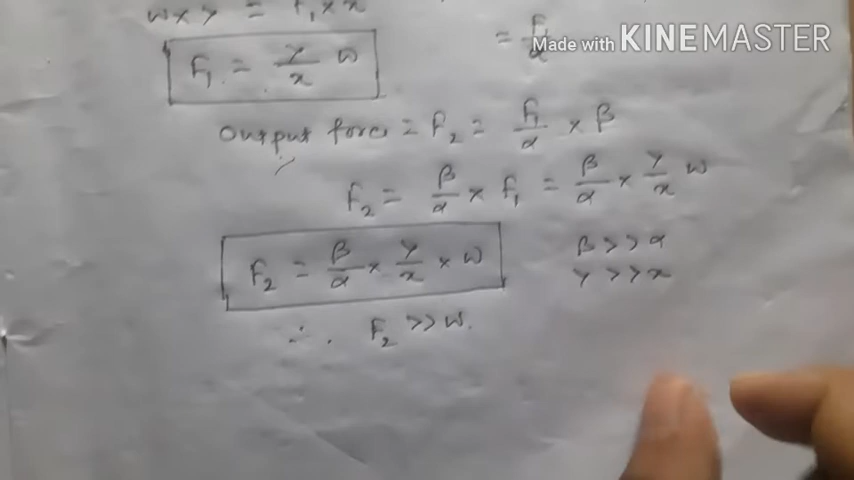 W x y = F₁ x x
= F₁/α
Made with KINEMASTER
F₁ = y/x W
Output force = F₂ = F₁/α x β
F₂ = β/α x F₁ = β/α x y/x W
F₂ = β/α x y/x x W
β >> α
y >> x
∴ F₂ >> W.